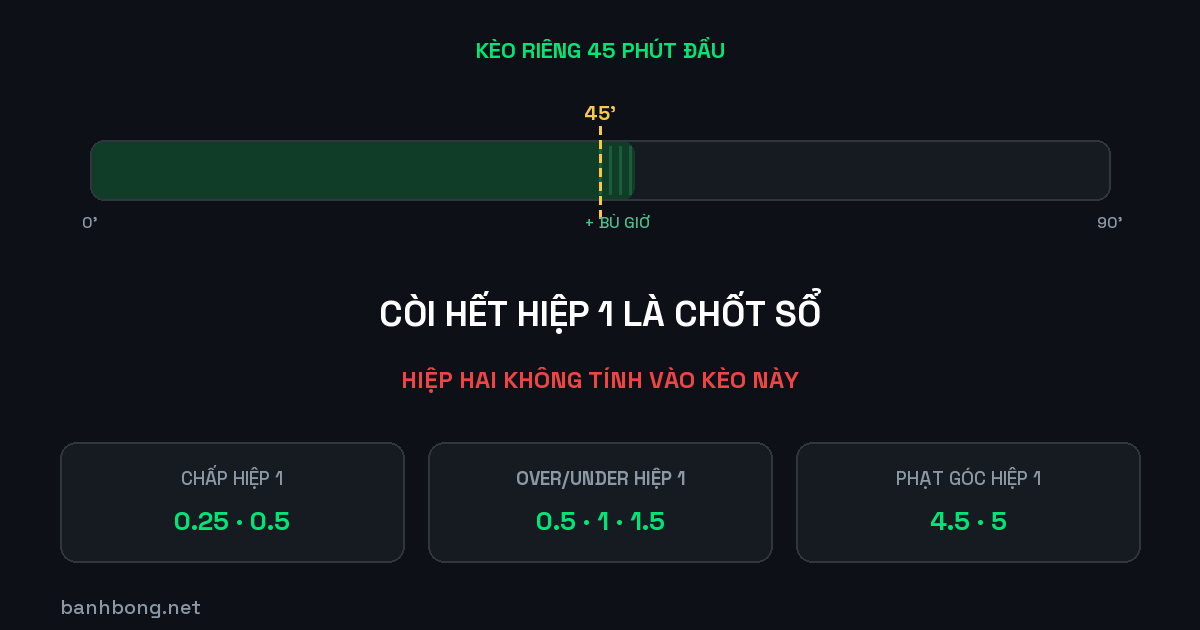 KÈO RIÊNG 45 PHÚT ĐẦU
45’
0’
+ BÙ GIỜ
90’
CÒI HẾT HIỆP 1 LÀ CHỐT SỔ
HIỆP HAI KHÔNG TÍNH VÀO KÈO NÀY
CHẤP HIỆP 1
0.25 · 0.5
OVER/UNDER HIỆP 1
0.5 · 1 · 1.5
PHẠT GÓC HIỆP 1
4.5 · 5
banhbong.net